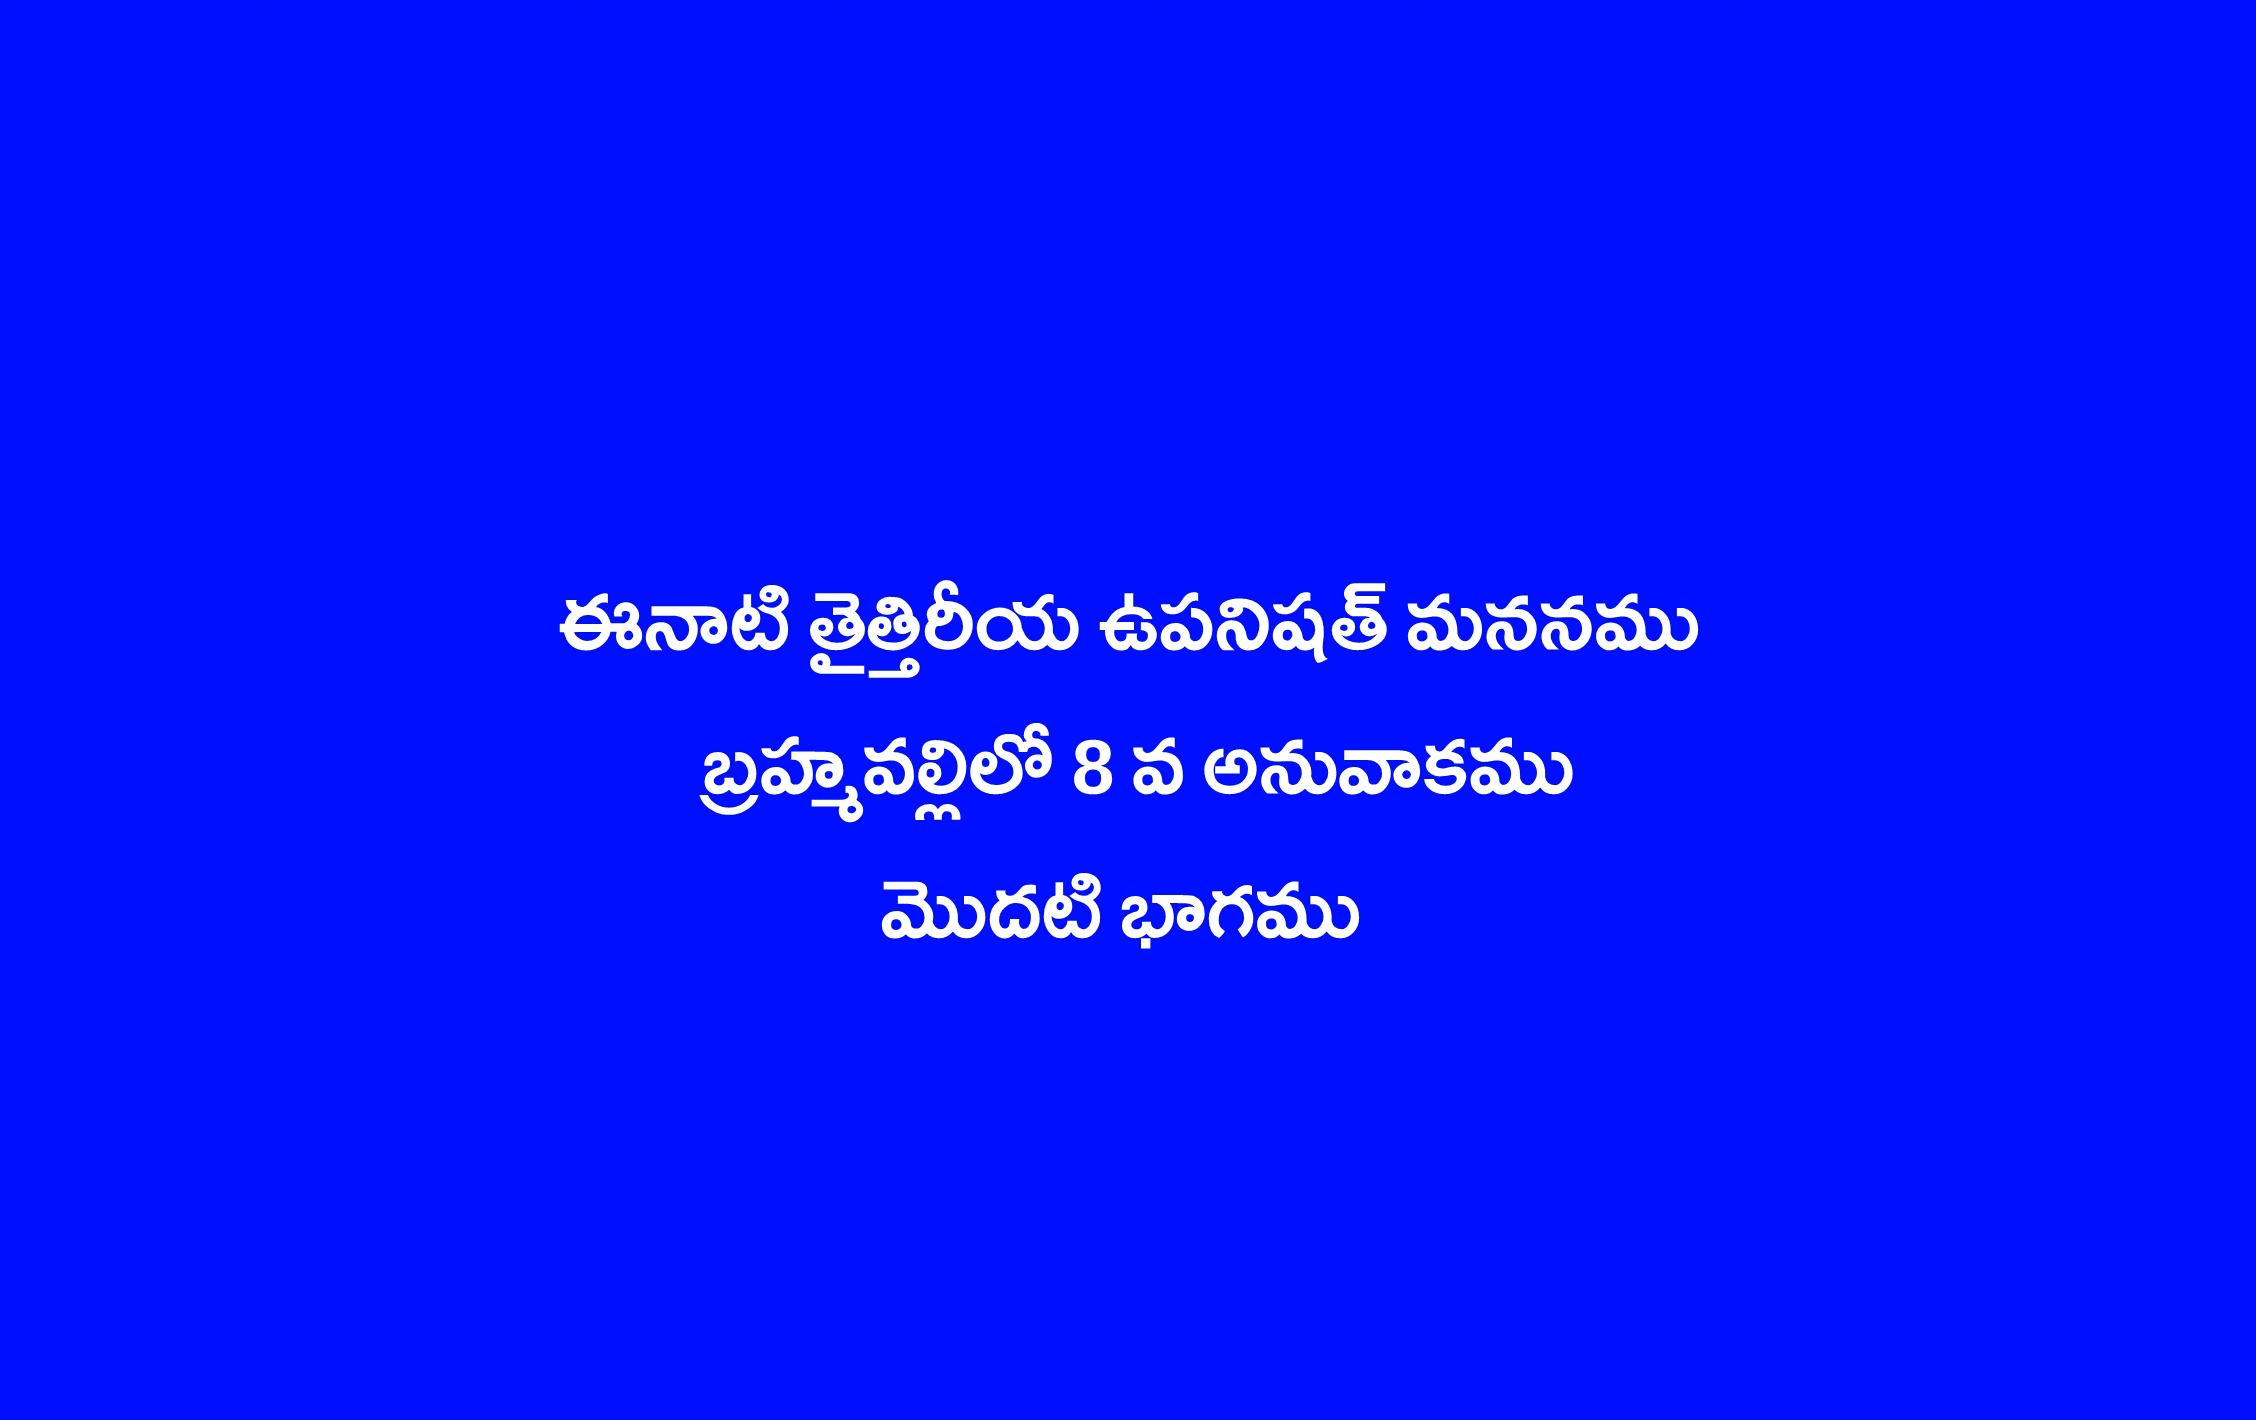 ఈనాటి తైత్తిరీయ ఉపనిషత్ మననము
బ్రహ్మవల్లిలో 8 వ అనువాకము
మొదటి భాగము